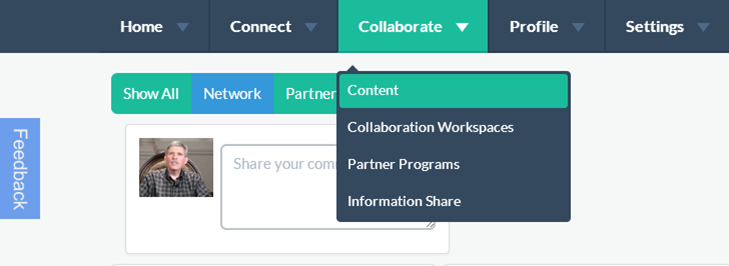 Home Connect Collaborate Profile Settings
Show All Network Partner
Content
Collaboration Workspaces
Partner Programs
Information Share
Share your com
Feedback